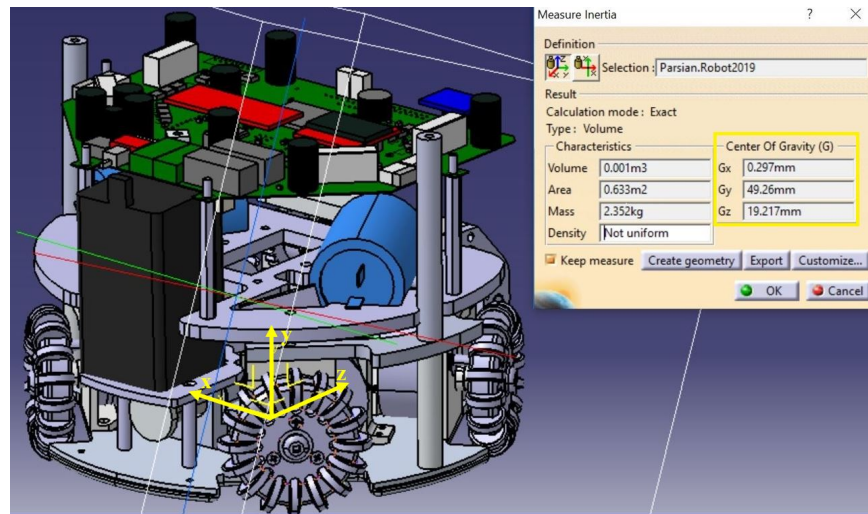 Measure Inertia ? ×
Definition
Selection : Parsian.Robot2019
Result
Calculation mode : Exact
Type : Volume
Characteristics
Center Of Gravity (G)
Volume 0.001m3
Gx 0.297mm
Area 0.633m2
Gy 49.26mm
Mass 2.352kg
Gz 19.217mm
Density Not uniform
Keep measure Create geometry Export Customize...
OK Cancel
y
x
z